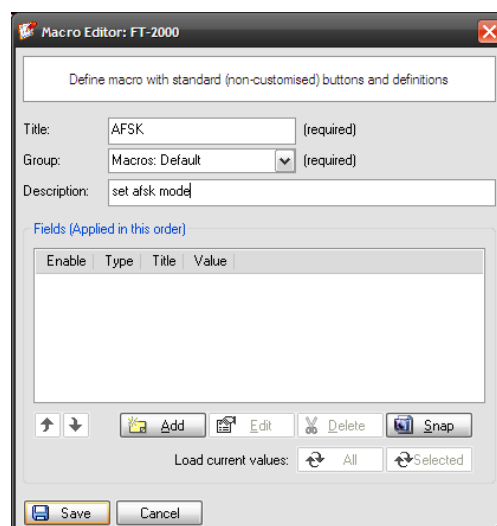 Macro Editor: FT-2000
Define macro with standard (non-customised) buttons and definitions
Title: AFSK (required)
Group: Macros: Default (required)
Description: set afsk mode
Fields (Applied in this order)
Enable Type Title Value
Add Edit Delete Snap
Load current values: All Selected
Save Cancel